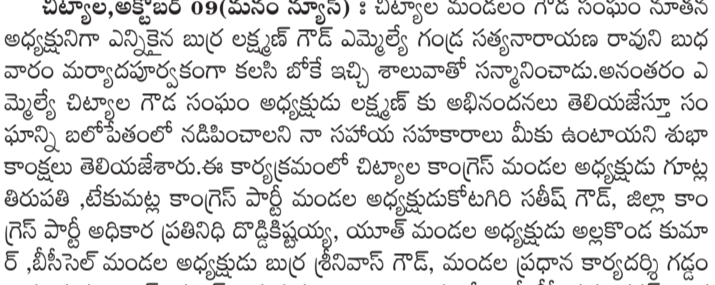 చిట్యాల,అక్టోబర్ 09(మనం న్యూస్) : చిట్యాల మండలం గౌడ సంఘం నూతన
అధ్యక్షునిగా ఎన్నికైన బుర్ర లక్ష్మణ్ గౌడ్ ఎమ్మెల్యే గండ్ర సత్యనారాయణ రావుని బుధ
వారం మర్యాదపూర్వకంగా కలసి బోకే ఇచ్చి శాలువాతో సన్మానించాడు.అనంతరం ఎ
మ్మెల్యే చిట్యాల గౌడ సంఘం అధ్యక్షుడు లక్ష్మణ్ కు అభినందనలు తెలియజేస్తూ సం
ఘాన్ని బలోపేతంలో నడిపించాలని నా సహాయ సహకారాలు మీకు ఉంటాయని శుభా
కాంక్షలు తెలియజేశారు.ఈ కార్యక్రమంలో చిట్యాల కాంగ్రెస్ మండల అధ్యక్షుడు గూట్ల
తిరుపతి ,టేకుమట్ల కాంగ్రెస్ పార్టీ మండల అధ్యక్షుడుకోటగిరి సతీష్ గౌడ్, జిల్లా కాం
గ్రెస్ పార్టీ అధికార ప్రతినిధి దొడ్డికిష్టయ్య, యూత్ మండల అధ్యక్షుడు అల్లకొండ కుమా
ర్ ,బీసీసెల్ మండల అధ్యక్షుడు బుర్ర శ్రీనివాస్ గౌడ్, మండల ప్రధాన కార్యదర్శి గడ్డం